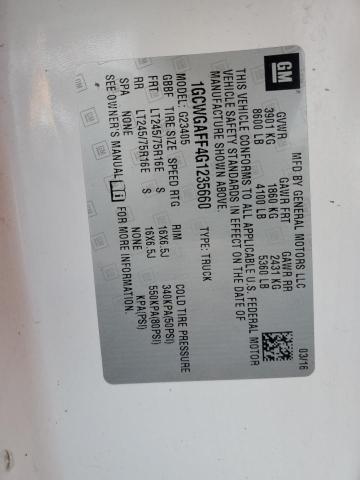 GM
MFD BY GENERAL MOTORS LLC
03/16
GVWR GAWR FRT GAWR RR
3901 KG 1860 KG 2431 KG
8600 LB 4100 LB 5360 LB
THIS VEHICLE CONFORMS TO ALL APPLICABLE U.S. FEDERAL MOTOR
VEHICLE SAFETY STANDARDS IN EFFECT ON THE DATE OF
MANUFACTURE SHOWN ABOVE.
1GCWGAFF4G1235660 TYPE: TRUCK
MODEL: G23405
GBBF TIRE SIZE SPEED RTG RIM COLD TIRE PRESSURE
FRT LT245/75R16E S 16X6.5J 340KPA(50PSI)
RR LT245/75R16E S 16X6.5J 550KPA(80PSI)
SPA NONE NONE KPA(PSI)
SEE OWNER'S MANUAL i FOR MORE INFORMATION.